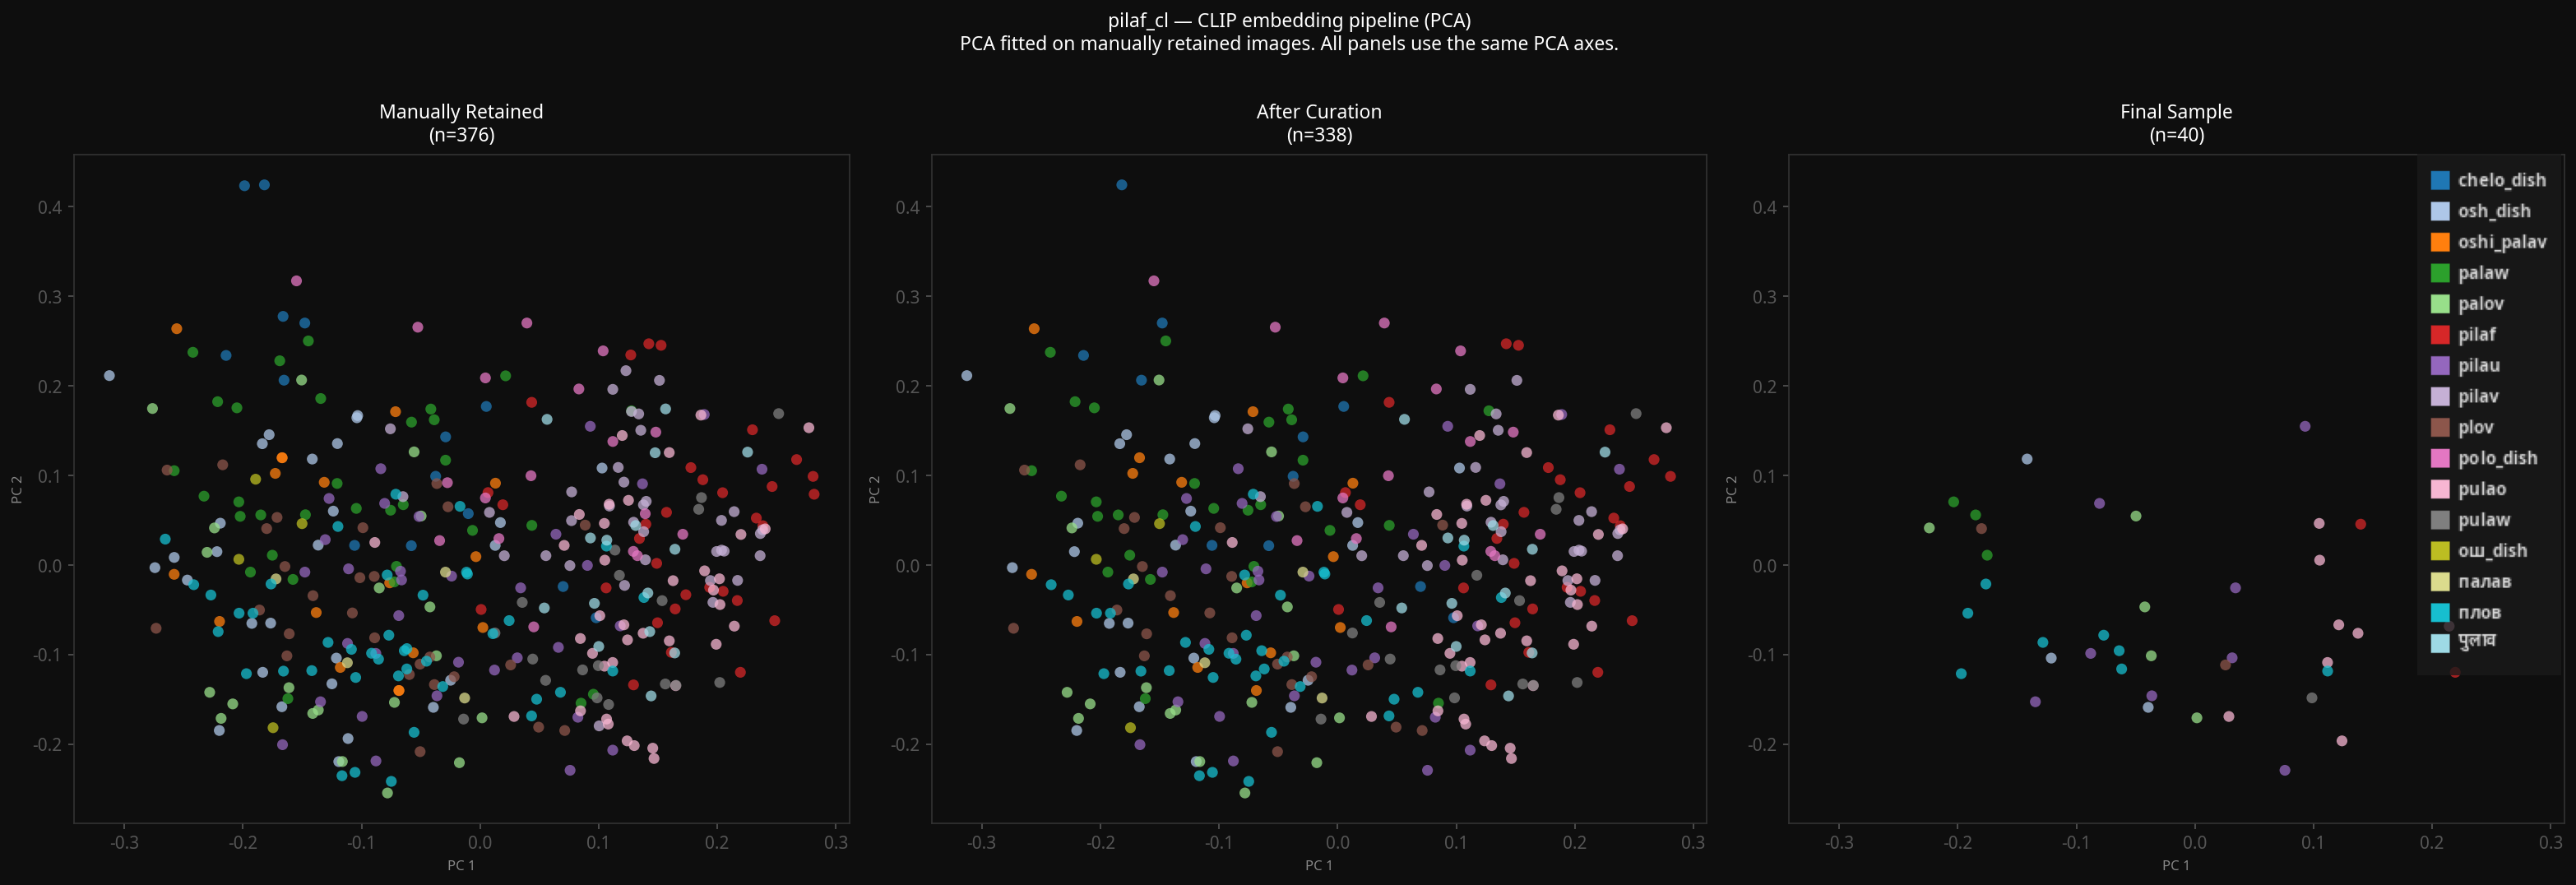 pilaf_cl — CLIP embedding pipeline (PCA)
PCA fitted on manually retained images. All panels use the same PCA axes.
Manually Retained
(n=376)
0.4
0.3
0.2
0.1
0.0
-0.1
-0.2
PC 2
-0.3 -0.2 -0.1 0.0 0.1 0.2 0.3
PC 1
After Curation
(n=338)
0.4
0.3
0.2
0.1
0.0
-0.1
-0.2
PC 2
-0.3 -0.2 -0.1 0.0 0.1 0.2 0.3
PC 1
Final Sample
(n=40)
0.4
0.3
0.2
0.1
0.0
-0.1
-0.2
PC 2
-0.3 -0.2 -0.1 0.0 0.1 0.2 0.3
PC 1
chelo_dish
osh_dish
oshi_palav
palaw
palov
pilaf
pilau
pilav
plov
polo_dish
pulao
pulaw
ош_dish
палав
плов
पुलाव